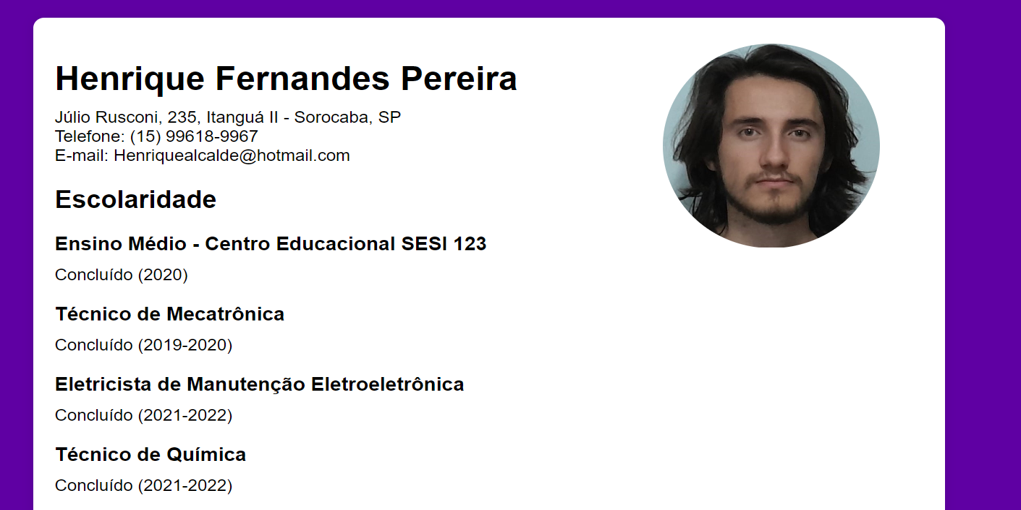 Henrique Fernandes Pereira
Júlio Rusconi, 235, Itanguá II - Sorocaba, SP
Telefone: (15) 99618-9967
E-mail: Henriquealcalde@hotmail.com
Escolaridade
Ensino Médio - Centro Educacional SESI 123
Concluído (2020)
Técnico de Mecatrônica
Concluído (2019-2020)
Eletricista de Manutenção Eletroeletrônica
Concluído (2021-2022)
Técnico de Química
Concluído (2021-2022)